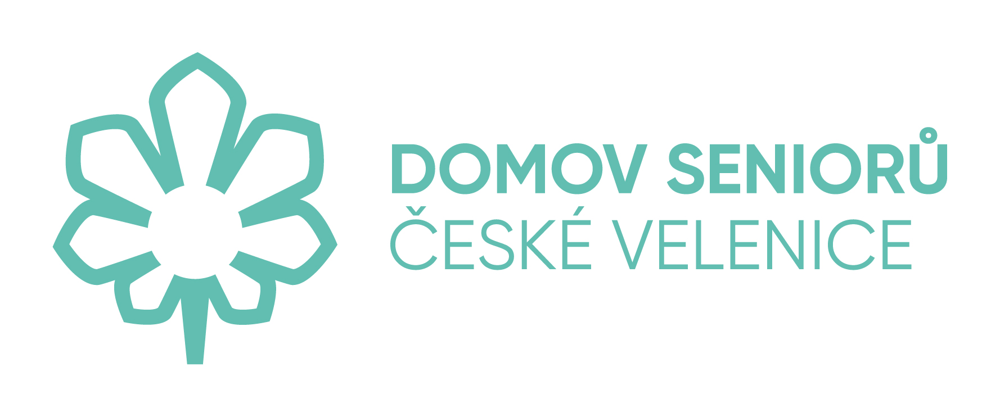 DOMOV SENIORŮ
ČESKÉ VELENICE